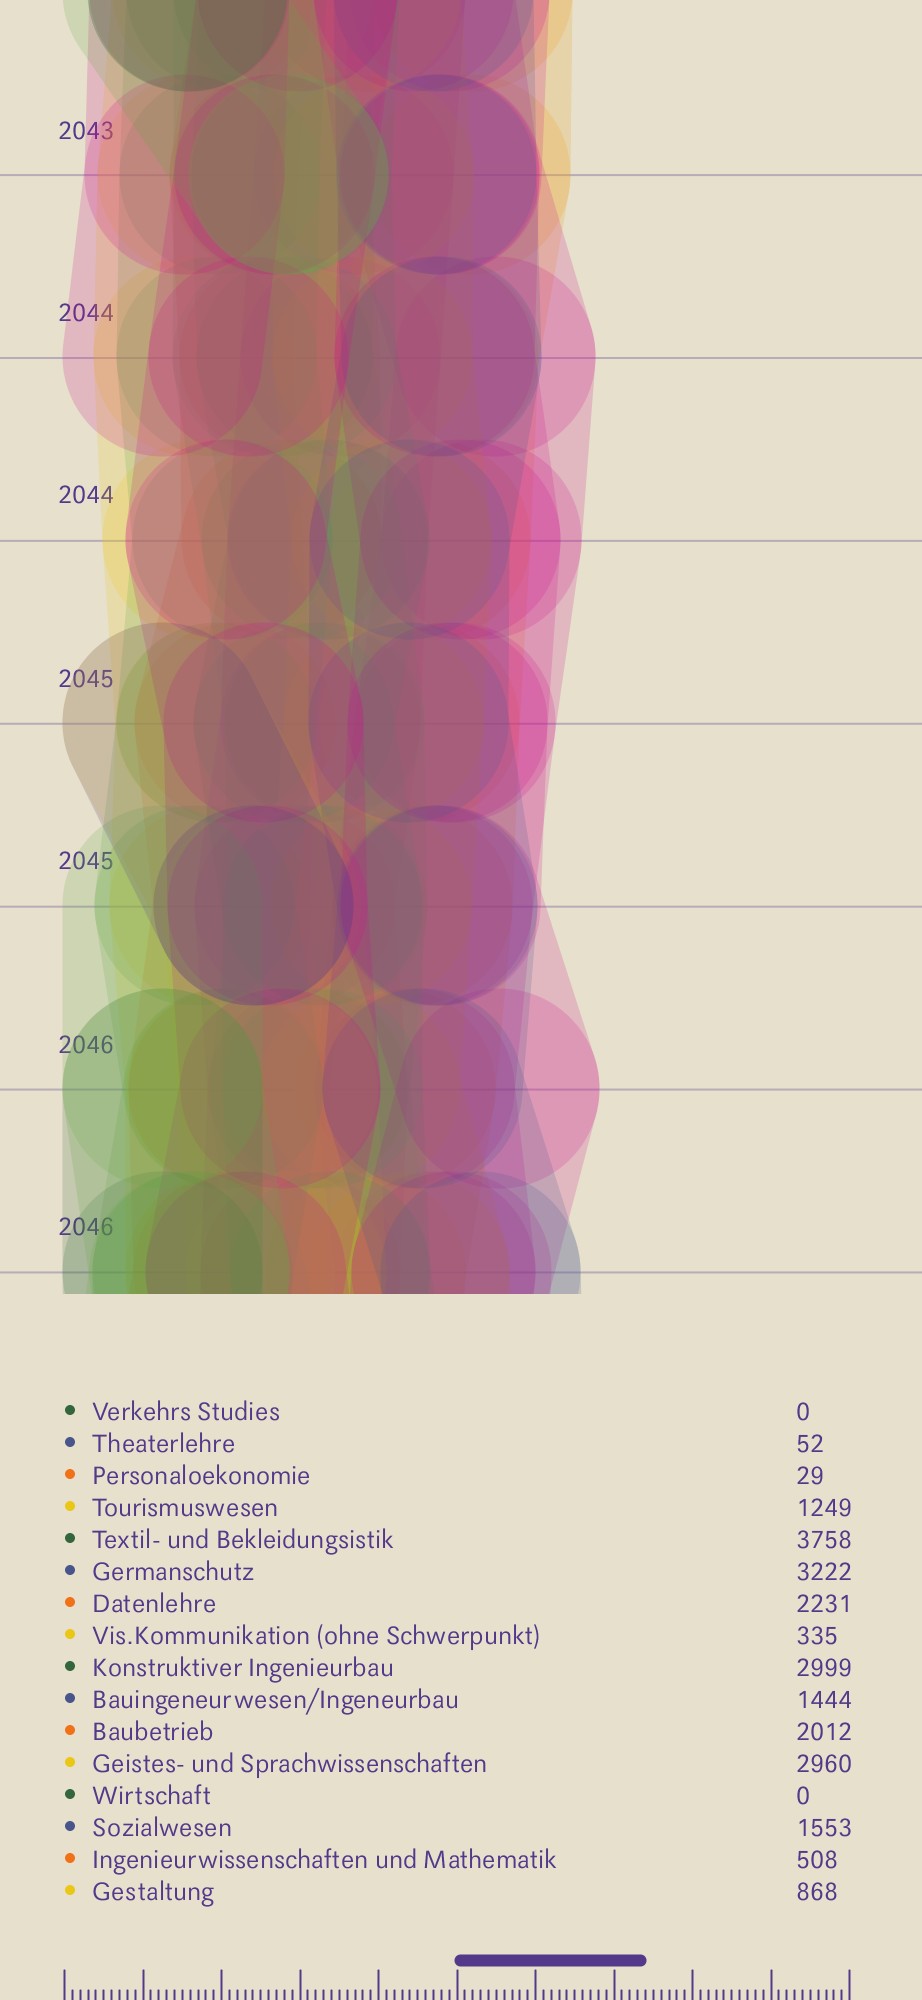 2043
2044
2044
2045
2045
2046
2046
Verkehrs Studies 0
Theaterlehre 52
Personaloekonomie 29
Tourismuswesen 1249
Textil- und Bekleidungsistik 3758
Germanschutz 3222
Datenlehre 2231
Vis.Kommunikation (ohne Schwerpunkt) 335
Konstruktiver Ingenieurbau 2999
Bauingeneurwesen/Ingeneurbau 1444
Baubetrieb 2012
Geistes- und Sprachwissenschaften 2960
Wirtschaft 0
Sozialwesen 1553
Ingenieurwissenschaften und Mathematik 508
Gestaltung 868